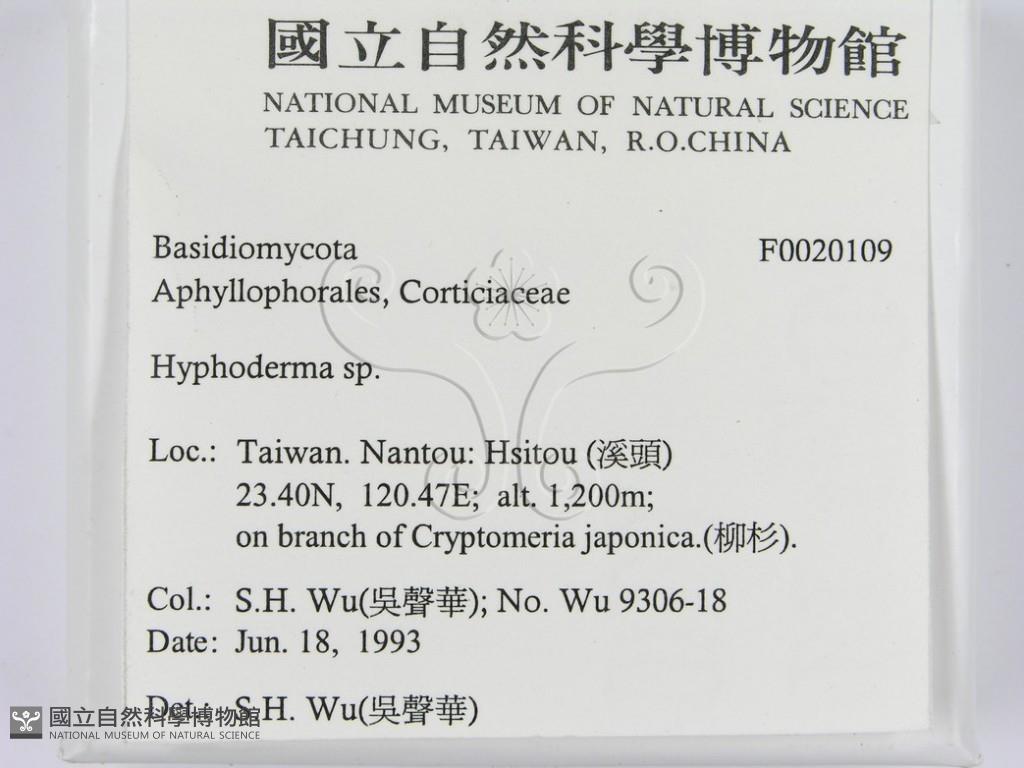 國立自然科學博物館
NATIONAL MUSEUM OF NATURAL SCIENCE
TAICHUNG, TAIWAN, R.O.CHINA
Basidiomycota F0020109
Aphyllophorales, Corticiaceae
Hyphoderma sp.
Loc.: Taiwan. Nantou: Hsitou (溪頭)
23.40N, 120.47E; alt. 1,200m;
on branch of Cryptomeria japonica.(柳杉).
Col.: S.H. Wu(吳聲華); No. Wu 9306-18
Date: Jun. 18, 1993
Det.: S.H. Wu(吳聲華)
國立自然科學博物館
NATIONAL MUSEUM OF NATURAL SCIENCE